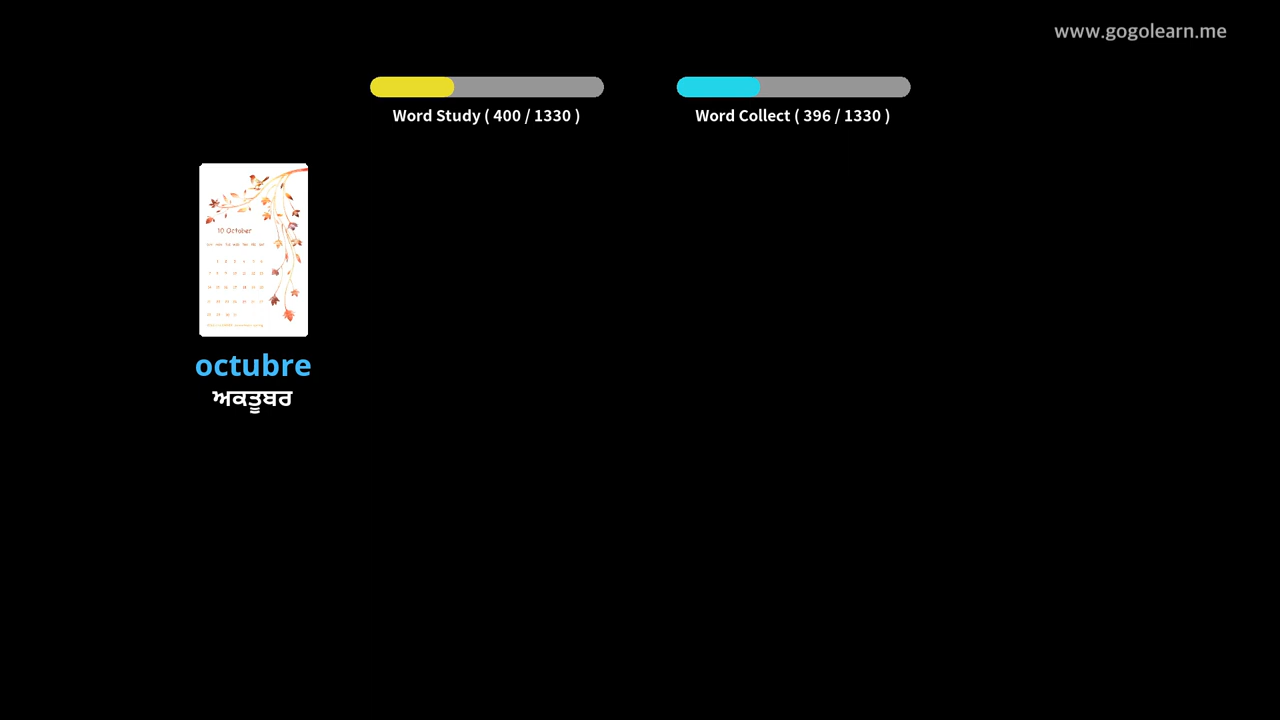 www.gogolearn.me
Word Study ( 400 / 1330 )
Word Collect ( 396 / 1330 )
10 October
octubre
ਅਕਤੂਬਰ